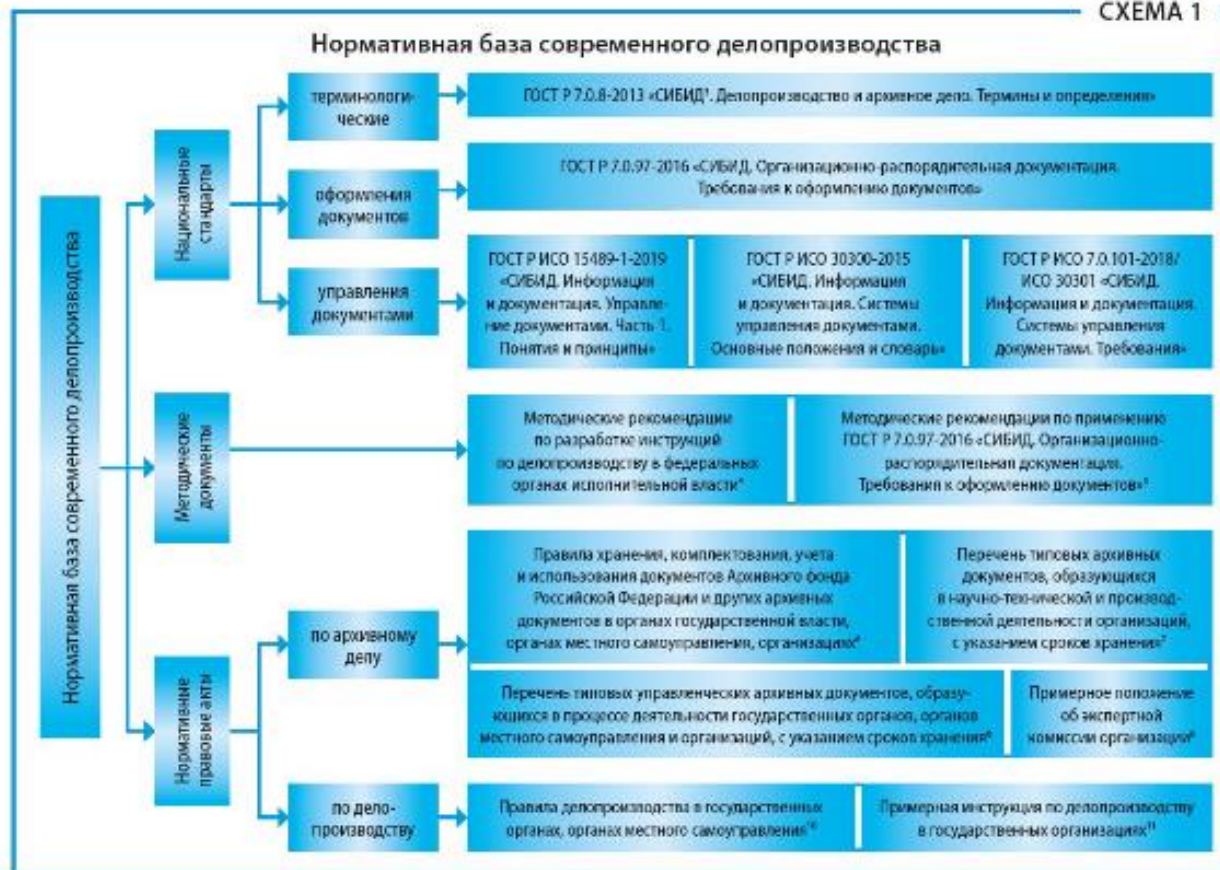 СХЕМА 1
Нормативная база современного делопроизводства
Нормативная база современного делопроизводства
Национальные
стандарты
терминологи-
ческие
ГОСТ Р 7.0.8-2013 «СИБИД¹. Делопроизводство и архивное дело. Термины и определения»
оформления
документов
ГОСТ Р 7.0.97-2016 «СИБИД. Организационно-распорядительная документация.
Требования к оформлению документов»
управления
документами
ГОСТ Р ИСО 15489-1-2019
«СИБИД. Информация
и документация. Управле-
ние документами. Часть 1.
Понятия и принципы»
ГОСТ Р ИСО 30300-2015
«СИБИД. Информация
и документация. Системы
управления документами.
Основные положения и словарь»
ГОСТ Р ИСО 7.0.101-2018/
ИСО 30301 «СИБИД.
Информация и документация.
Системы управления
документами. Требования»
Методические
документы
Методические рекомендации
по разработке инструкций
по делопроизводству в федеральных
органах исполнительной власти⁴
Методические рекомендации по применению
ГОСТ Р 7.0.97-2016 «СИБИД. Организационно-
распорядительная документация.
Требования к оформлению документов»⁵
Нормативные
правовые акты
по архивному
делу
Правила хранения, комплектования, учета
и использования документов Архивного фонда
Российской Федерации и других архивных
документов в органах государственной власти,
органах местного самоуправления, организациях⁶
Перечень типовых архивных
документов, образующихся
в научно-технической и производ-
ственной деятельности организаций,
с указанием сроков хранения⁷
Перечень типовых управленческих архивных документов, образу-
ющихся в процессе деятельности государственных органов, органов
местного самоуправления и организаций, с указанием сроков хранения⁸
Примерное положение
об экспертной
комиссии организации⁹
по дело-
производству
Правила делопроизводства в государственных
органах, органах местного самоуправления¹⁰
Примерная инструкция по делопроизводству
в государственных организациях¹¹